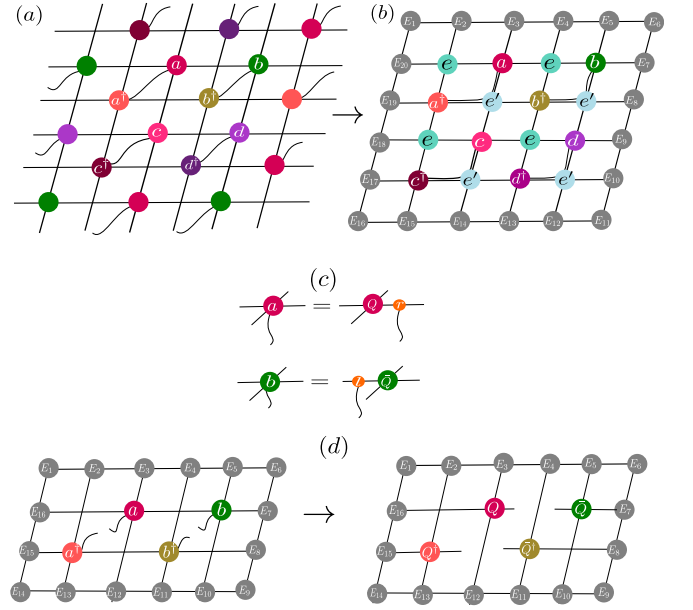 (a)
a b
a† b†
c d
c† d†
→
(b)
E1 E2 E3 E4 E5 E6
E20 e a e b E7
E19 a† e′ b† e′ E8
E18 e c e d E9
E17 c† e′ d† e′ E10
E16 E15 E14 E13 E12 E11
(c)
a = Q r
b = l Q̄
(d)
E1 E2 E3 E4 E5 E6
E16 a b E7
E15 a† b† E8
E14 E13 E12 E11 E10 E9
→
E1 E2 E3 E4 E5 E6
E16 Q Q̄ E7
E15 Q† Q̄† E8
E14 E13 E12 E11 E10 E9